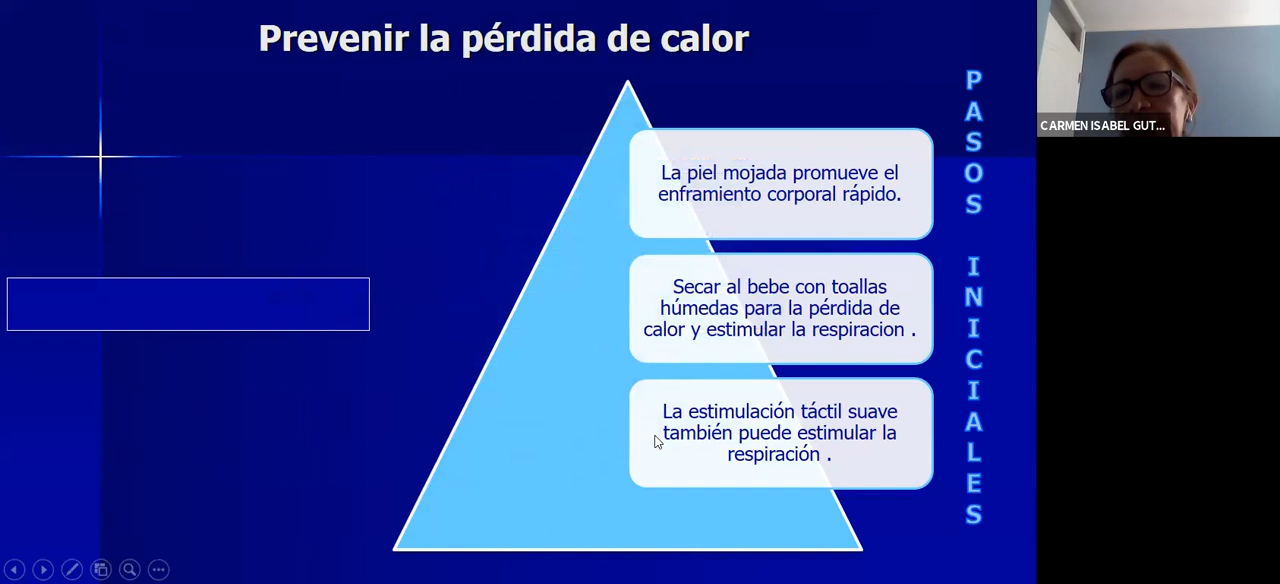 Prevenir la pérdida de calor
La piel mojada promueve el
enframiento corporal rápido.
Secar al bebe con toallas
húmedas para la pérdida de
calor y estimular la respiracion .
La estimulación táctil suave
también puede estimular la
respiración .
PASOS INICIALES
CARMEN ISABEL GUT...